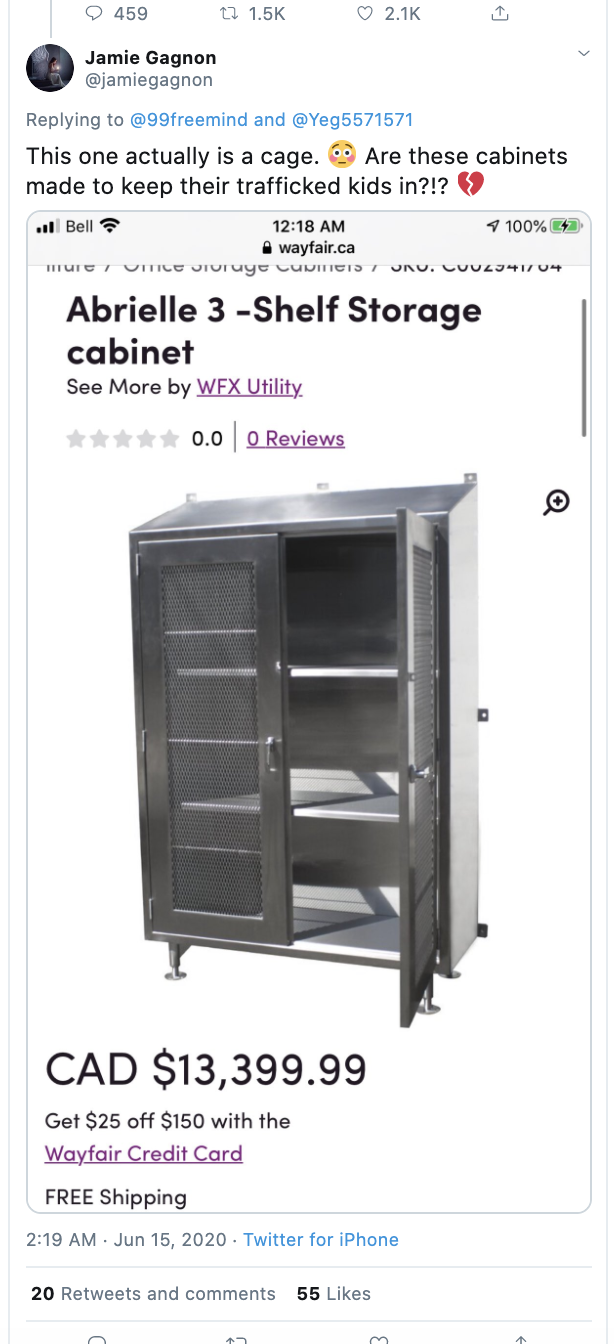 459 1.5K 2.1K
Jamie Gagnon
@jamiegagnon
Replying to @99freemind and @Yeg5571571
This one actually is a cage. 😳 Are these cabinets
made to keep their trafficked kids in?!? 💔
Bell 12:18 AM 100%
wayfair.ca
Office Storage Cabinets / SKU: C002941764
Abrielle 3 -Shelf Storage
cabinet
See More by WFX Utility
0.0 0 Reviews
CAD $13,399.99
Get $25 off $150 with the
Wayfair Credit Card
FREE Shipping
2:19 AM · Jun 15, 2020 · Twitter for iPhone
20 Retweets and comments 55 Likes